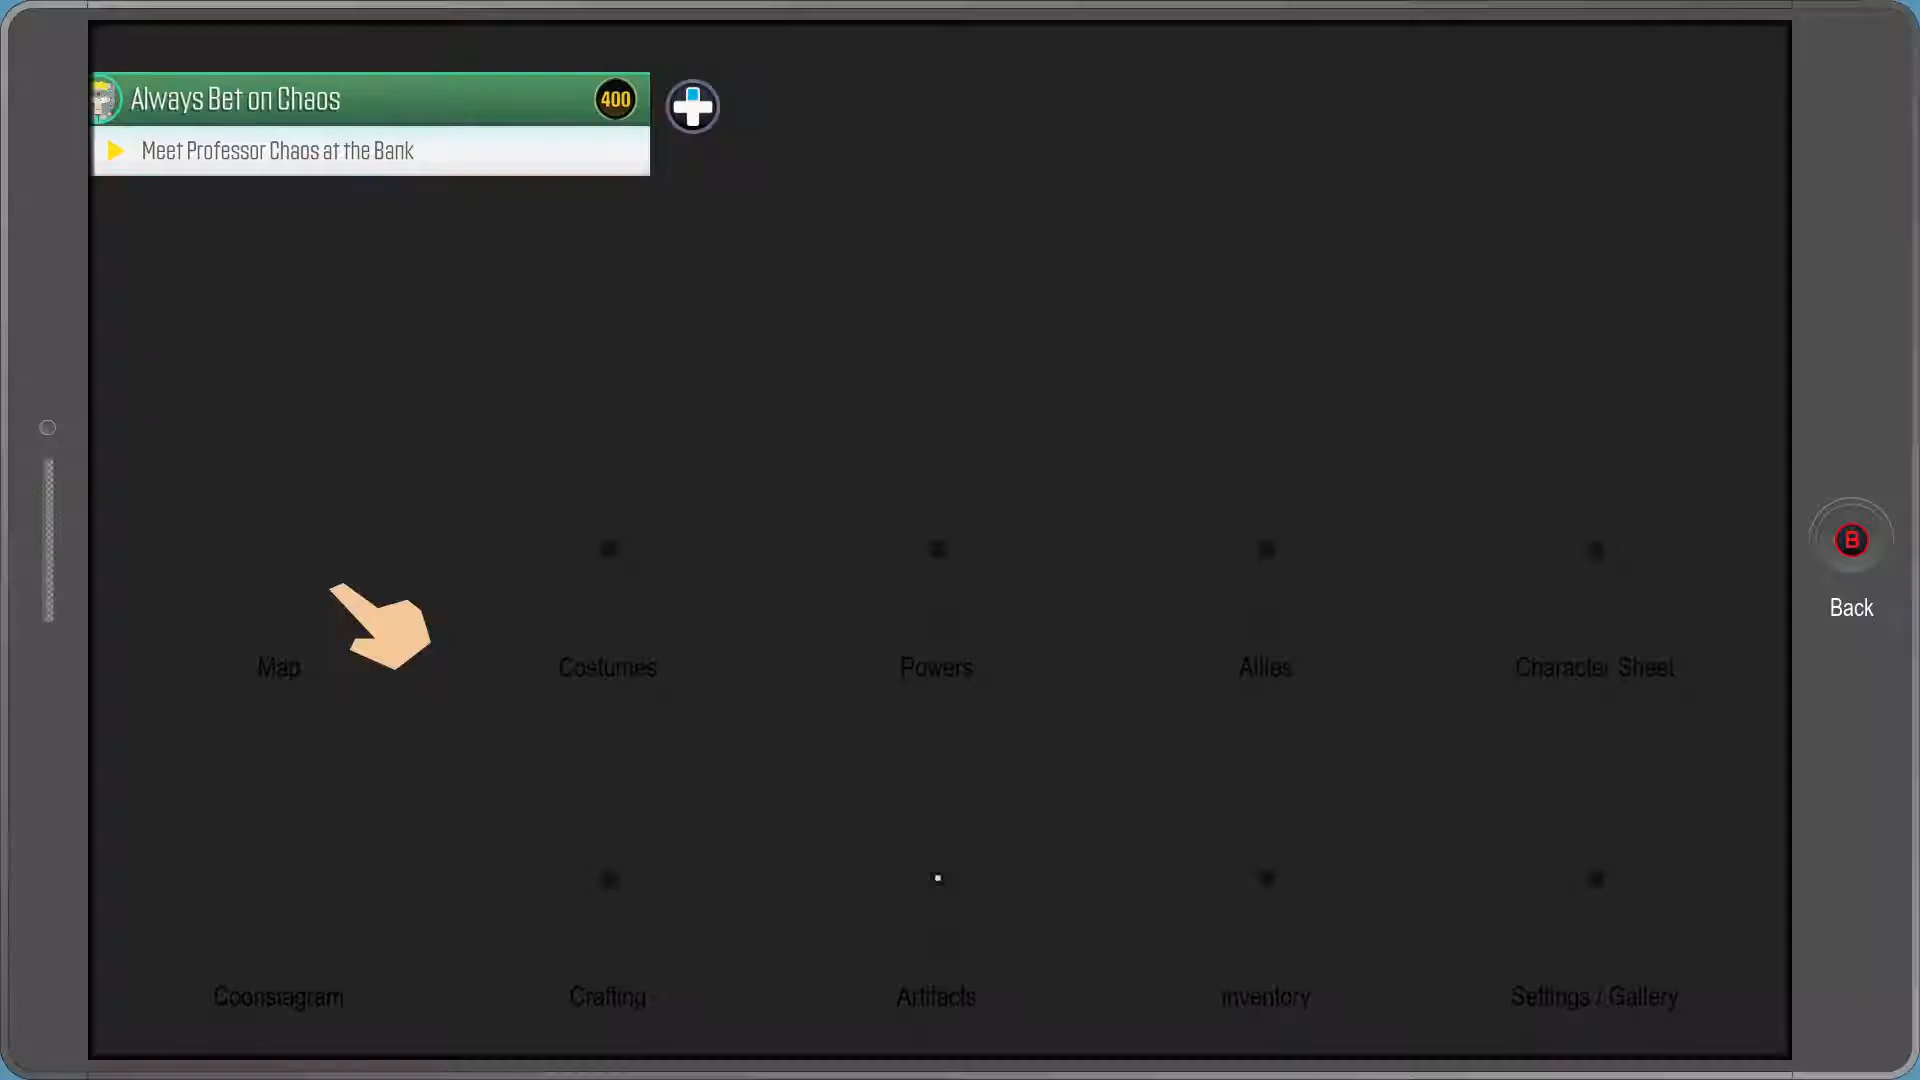 Always Bet on Chaos 400
Meet Professor Chaos at the Bank
B
Back
Map Costumes Powers Allies Character Sheet
Coonstagram Crafting Artifacts Inventory Settings / Gallery